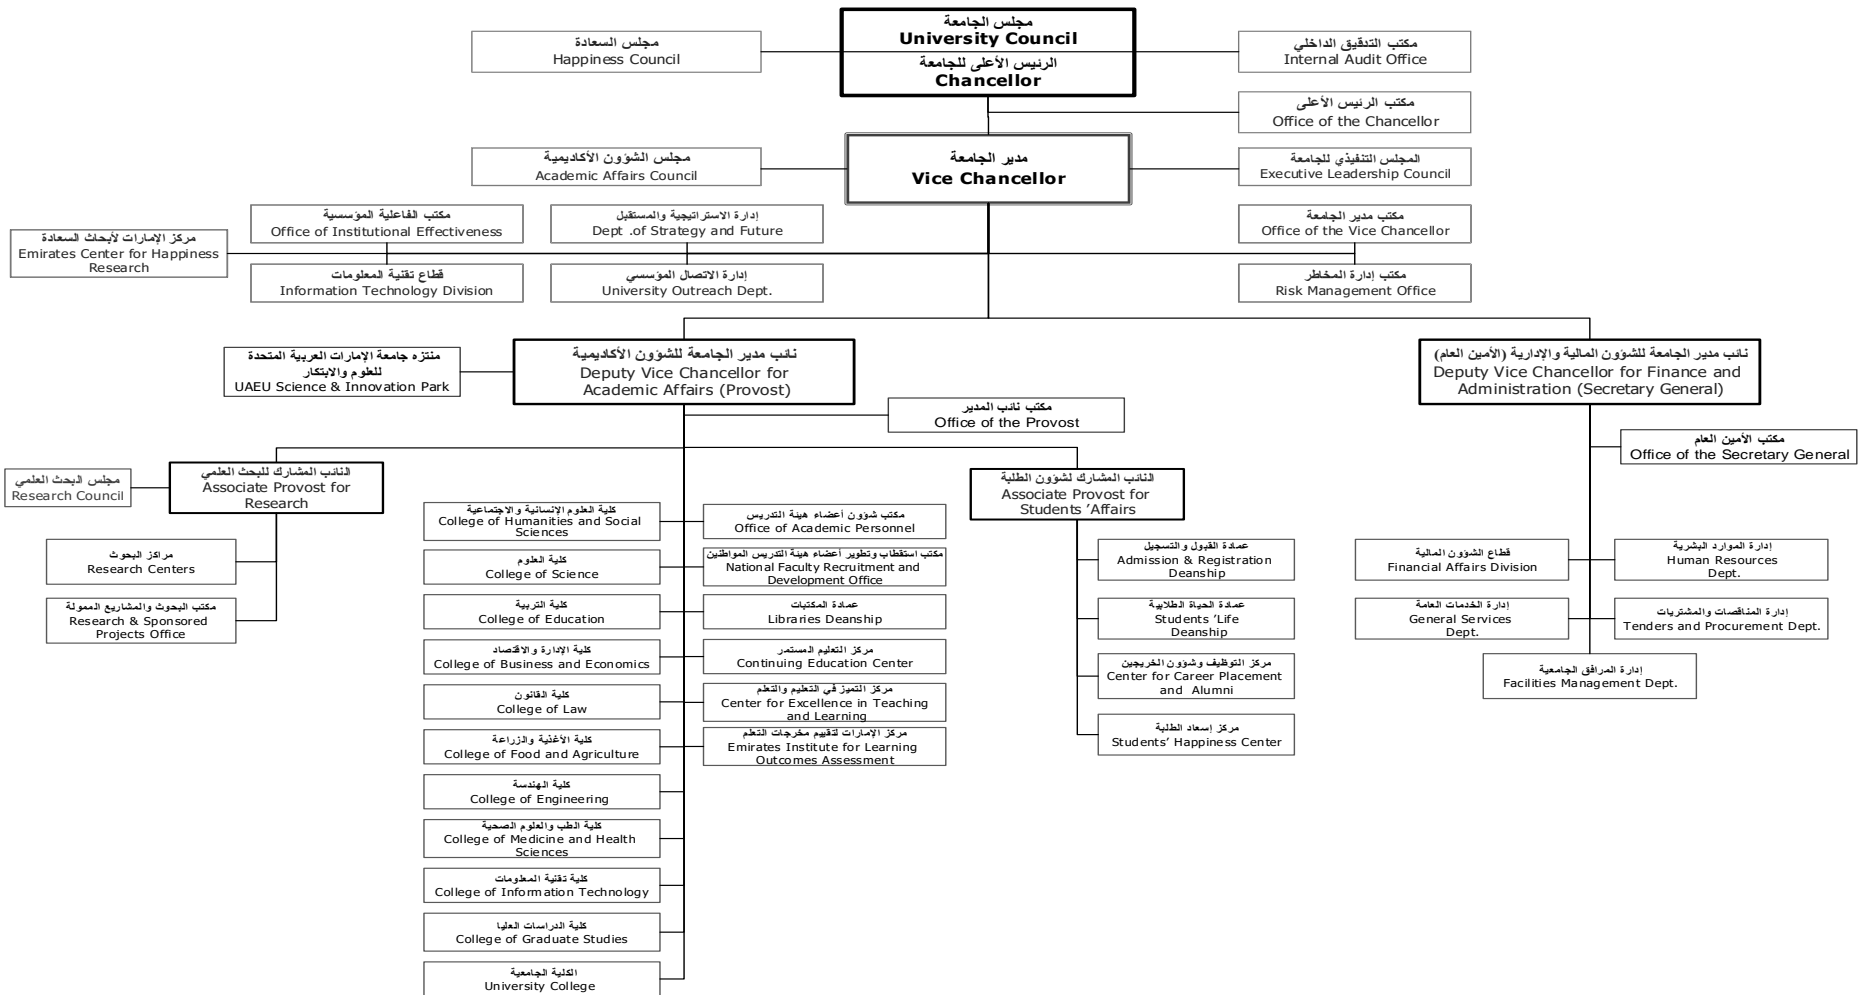 مجلس الجامعة
University Council
الرئيس الأعلى للجامعة
Chancellor
مجلس السعادة
Happiness Council
مكتب التدقيق الداخلي
Internal Audit Office
مكتب الرئيس الأعلى
Office of the Chancellor
مدير الجامعة
Vice Chancellor
مجلس الشؤون الأكاديمية
Academic Affairs Council
المجلس التنفيذي للجامعة
Executive Leadership Council
مركز الإمارات لأبحاث السعادة
Emirates Center for Happiness
Research
مكتب الفاعلية المؤسسية
Office of Institutional Effectiveness
إدارة الاستراتيجية والمستقبل
Dept .of Strategy and Future
مكتب مدير الجامعة
Office of the Vice Chancellor
قطاع تقنية المعلومات
Information Technology Division
إدارة الاتصال المؤسسي
University Outreach Dept.
مكتب إدارة المخاطر
Risk Management Office
منتزه جامعة الإمارات العربية المتحدة
للعلوم والابتكار
UAEU Science & Innovation Park
نائب مدير الجامعة للشؤون الأكاديمية
Deputy Vice Chancellor for
Academic Affairs (Provost)
نائب مدير الجامعة للشؤون المالية والإدارية (الأمين العام)
Deputy Vice Chancellor for Finance and
Administration (Secretary General)
مكتب نائب المدير
Office of the Provost
مكتب الأمين العام
Office of the Secretary General
مجلس البحث العلمي
Research Council
النائب المشارك للبحث العلمي
Associate Provost for
Research
النائب المشارك لشؤون الطلبة
Associate Provost for
Students ’Affairs
مراكز البحوث
Research Centers
مكتب البحوث والمشاريع الممولة
Research & Sponsored
Projects Office
كلية العلوم الإنسانية والاجتماعية
College of Humanities and Social
Sciences
كلية العلوم
College of Science
كلية التربية
College of Education
كلية الإدارة والاقتصاد
College of Business and Economics
كلية القانون
College of Law
كلية الأغذية والزراعة
College of Food and Agriculture
كلية الهندسة
College of Engineering
كلية الطب والعلوم الصحية
College of Medicine and Health
Sciences
كلية تقنية المعلومات
College of Information Technology
كلية الدراسات العليا
College of Graduate Studies
الكلية الجامعية
University College
مكتب شؤون أعضاء هيئة التدريس
Office of Academic Personnel
مكتب استقطاب وتطوير أعضاء هيئة التدريس المواطنين
National Faculty Recruitment and
Development Office
عمادة المكتبات
Libraries Deanship
مركز التعليم المستمر
Continuing Education Center
مركز التميز في التعليم والتعلم
Center for Excellence in Teaching
and Learning
مركز الإمارات لتقييم مخرجات التعلم
Emirates Institute for Learning
Outcomes Assessment
عمادة القبول والتسجيل
Admission & Registration
Deanship
عمادة الحياة الطلابية
Students ’Life
Deanship
مركز التوظيف وشؤون الخريجين
Center for Career Placement
and Alumni
مركز إسعاد الطلبة
Students’ Happiness Center
قطاع الشؤون المالية
Financial Affairs Division
إدارة الموارد البشرية
Human Resources
Dept.
إدارة الخدمات العامة
General Services
Dept.
إدارة المناقصات والمشتريات
Tenders and Procurement Dept.
إدارة المرافق الجامعية
Facilities Management Dept.